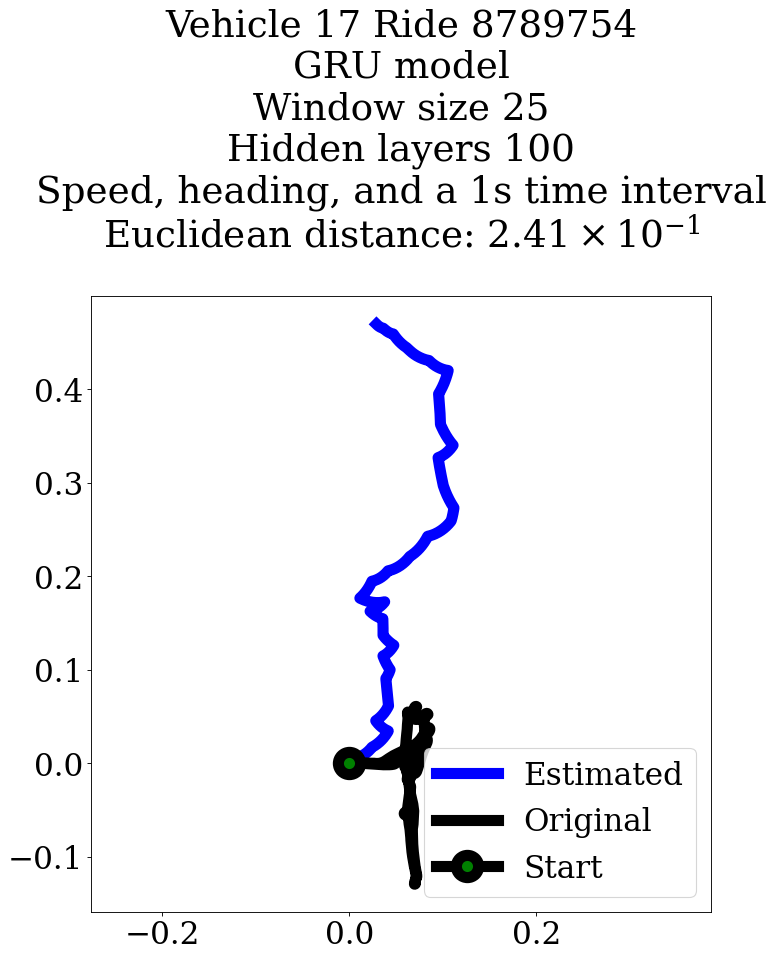 Vehicle 17 Ride 8789754
GRU model
Window size 25
Hidden layers 100
Speed, heading, and a 1s time interval
Euclidean distance: 2.41 × 10⁻¹
0.4
0.3
0.2
0.1
0.0
−0.1
Estimated
Original
Start
−0.2 0.0 0.2